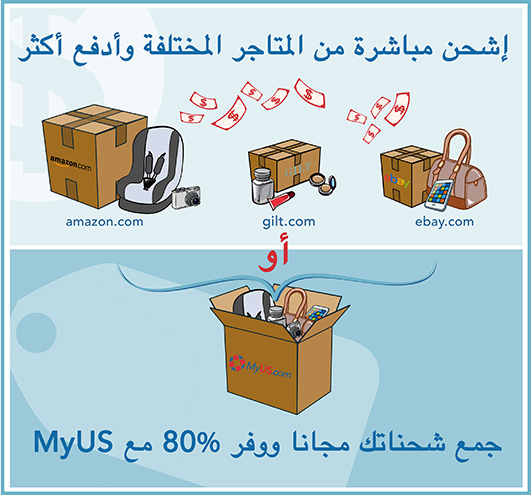 إشحن مباشرة من المتاجر المختلفة وأدفع أكثر
amazon.com
GILT
ebay
amazon.com
gilt.com
ebay.com
أو
MyUS.com
جمع شحناتك مجانا ووفر 80% مع MyUS